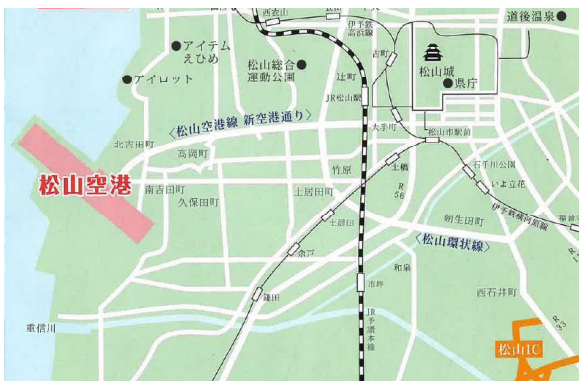 西衣山
伊予鉄
高浜線
道後温泉
古町
アイテム
えひめ
松山総合
運動公園
辻町
松山城
県庁
アイロット
JR松山駅
〈松山空港線 新空港通り〉
大手町
松山市駅前
北吉田町
高岡町
竹原
土橋
石手川公園
いよ立花
松山空港
南吉田町
久保田町
土居田町
R
56
伊予鉄横河原線
土居田
朝生田町
〈松山環状線〉
余戸
和泉
市坪
鎌田
西石井町
重信川
JR予讃本線
R
33
松山IC